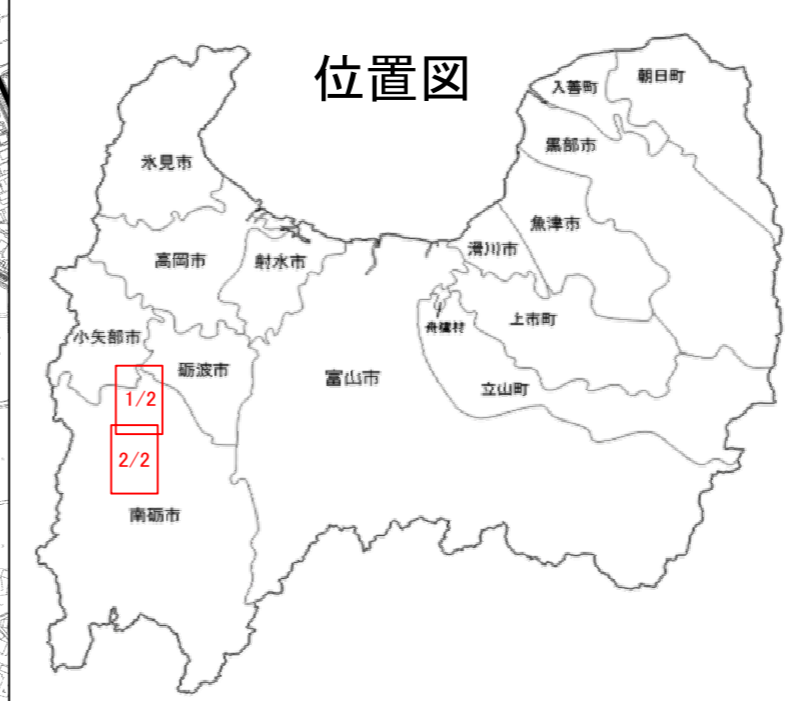 位置図
入善町
朝日町
黒部市
氷見市
魚津市
滑川市
高岡市
射水市
舟橋村
上市町
小矢部市
砺波市
富山市
立山町
1/2
2/2
南砺市